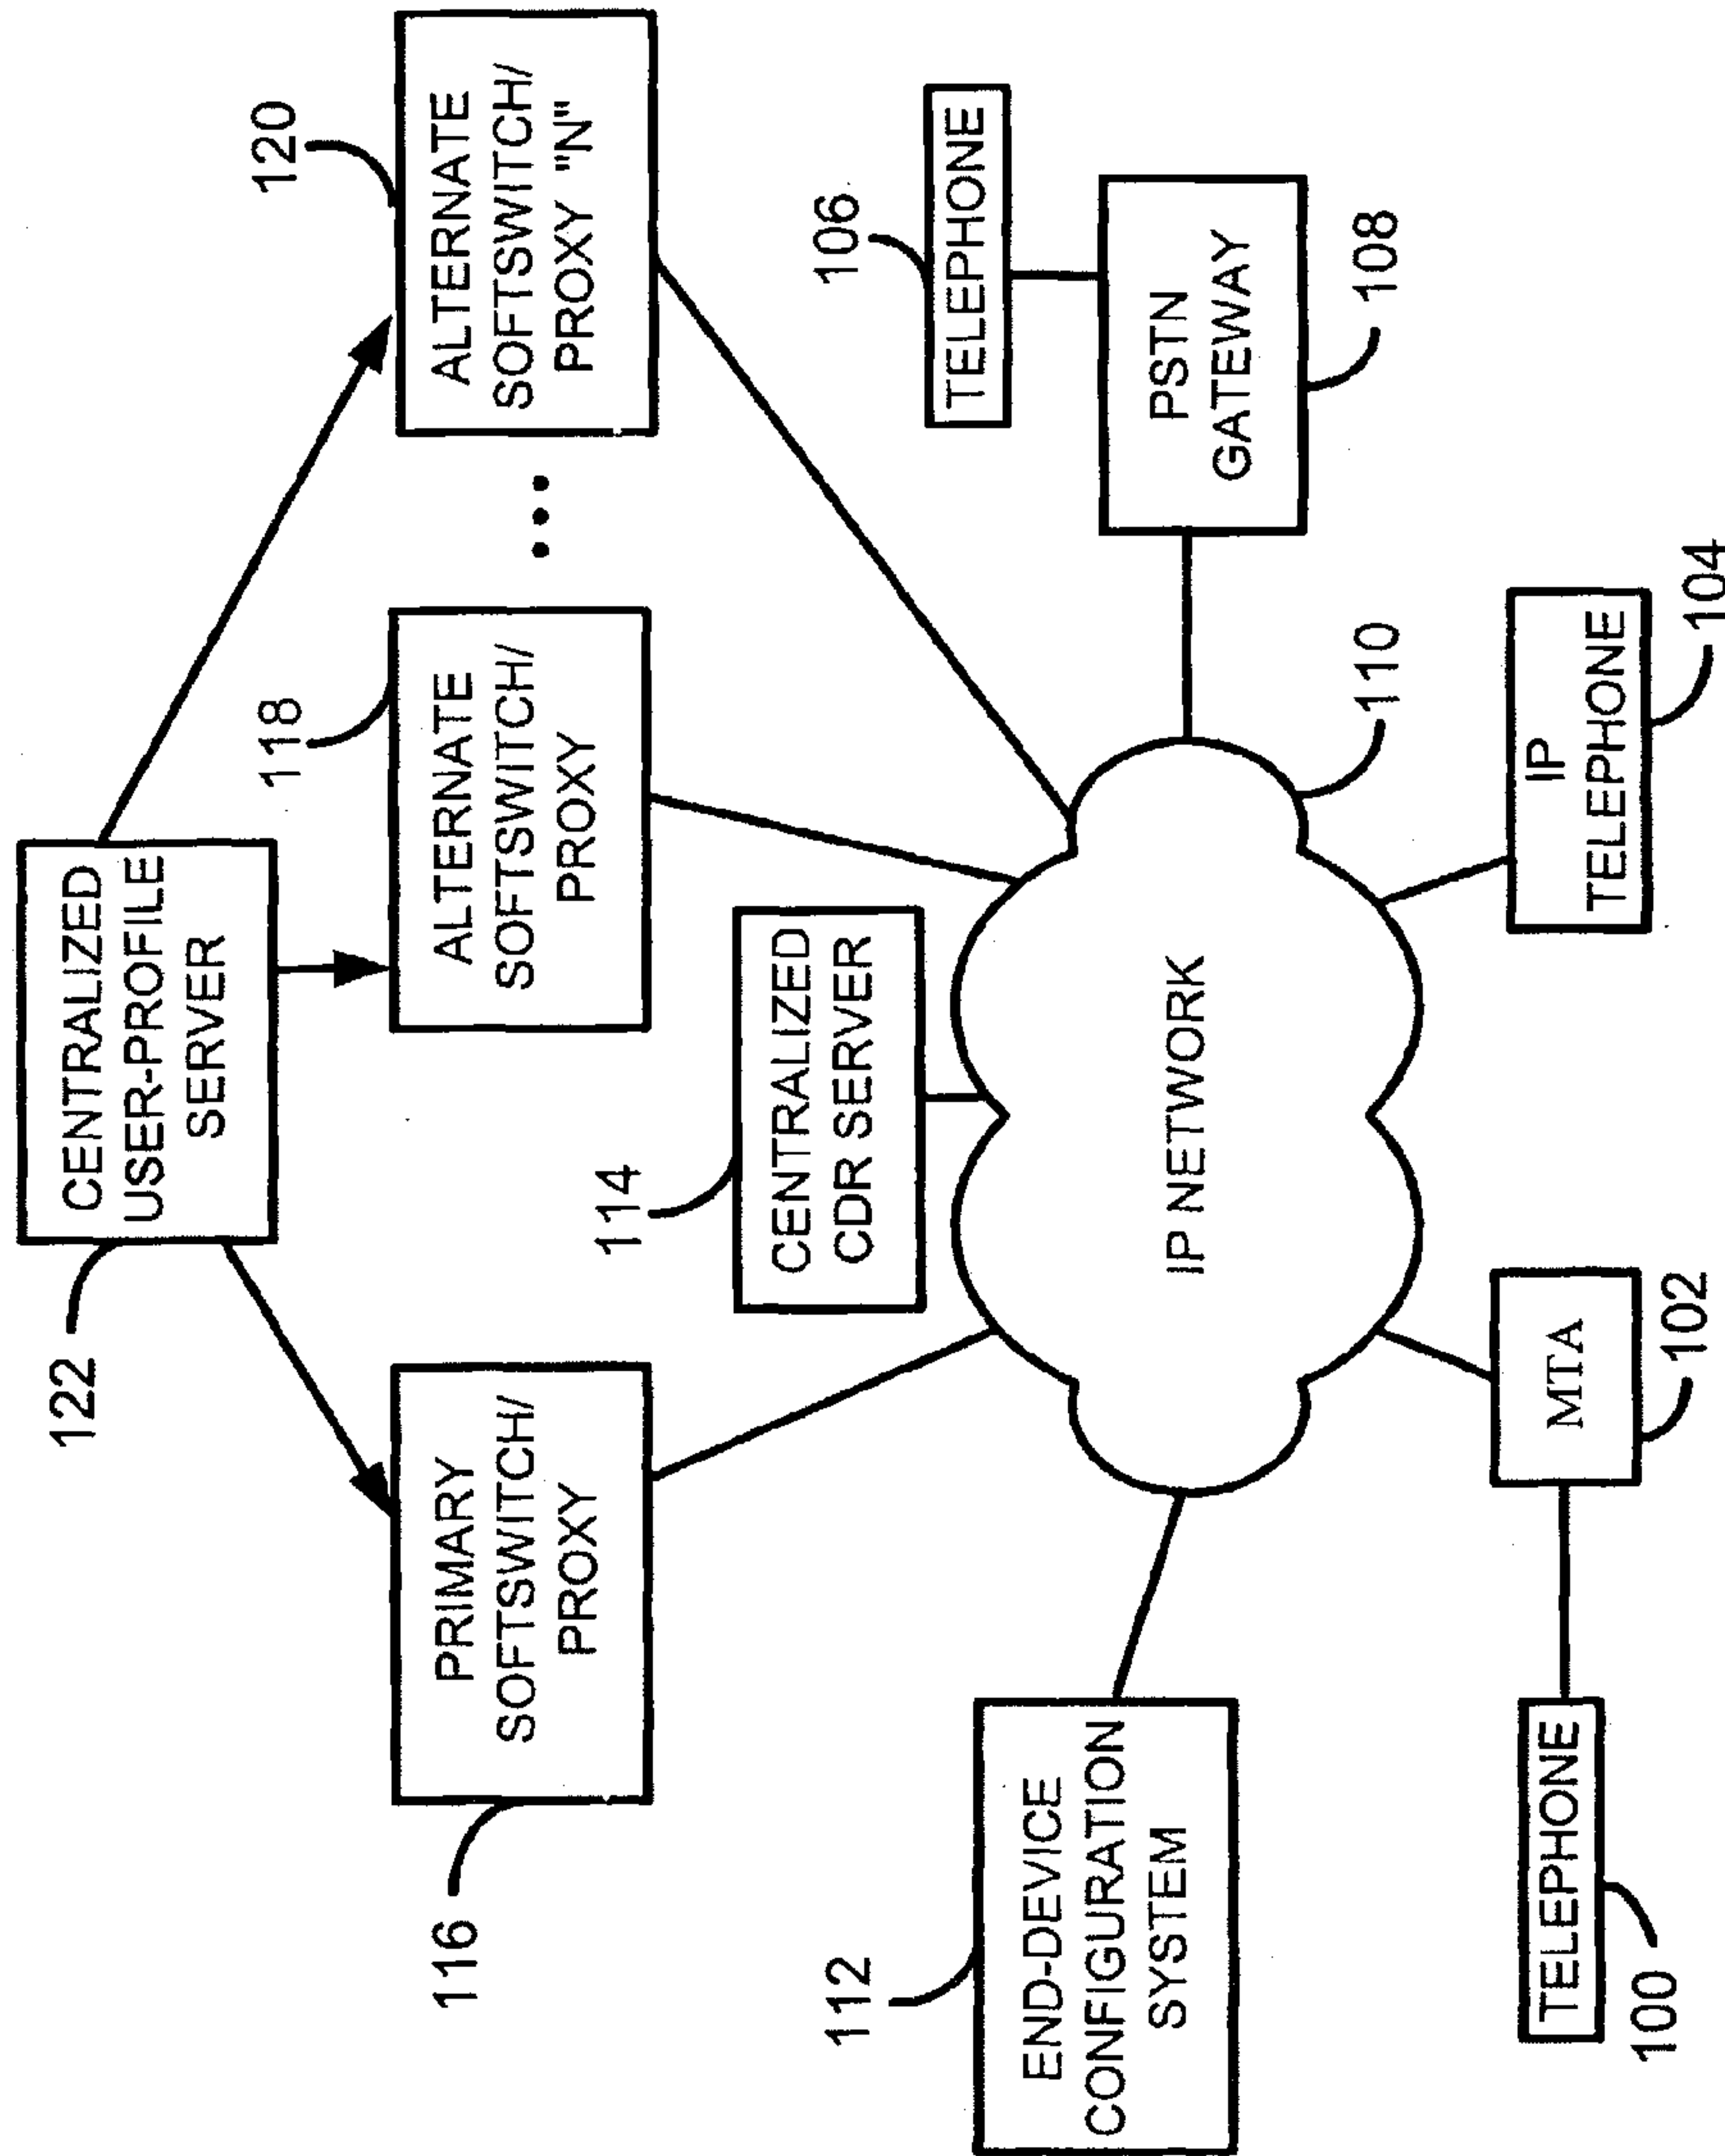 122
CENTRALIZED
USER-PROFILE
SERVER
116
PRIMARY
SOFTSWITCH/
PROXY
118
ALTERNATE
SOFTSWITCH/
PROXY
...
120
ALTERNATE
SOFTSWITCH/
PROXY "N"
114
CENTRALIZED
CDR SERVER
112
END-DEVICE
CONFIGURATION
SYSTEM
IP NETWORK
110
106
TELEPHONE
PSTN
GATEWAY
108
TELEPHONE
100
MTA
102
IP
TELEPHONE
104